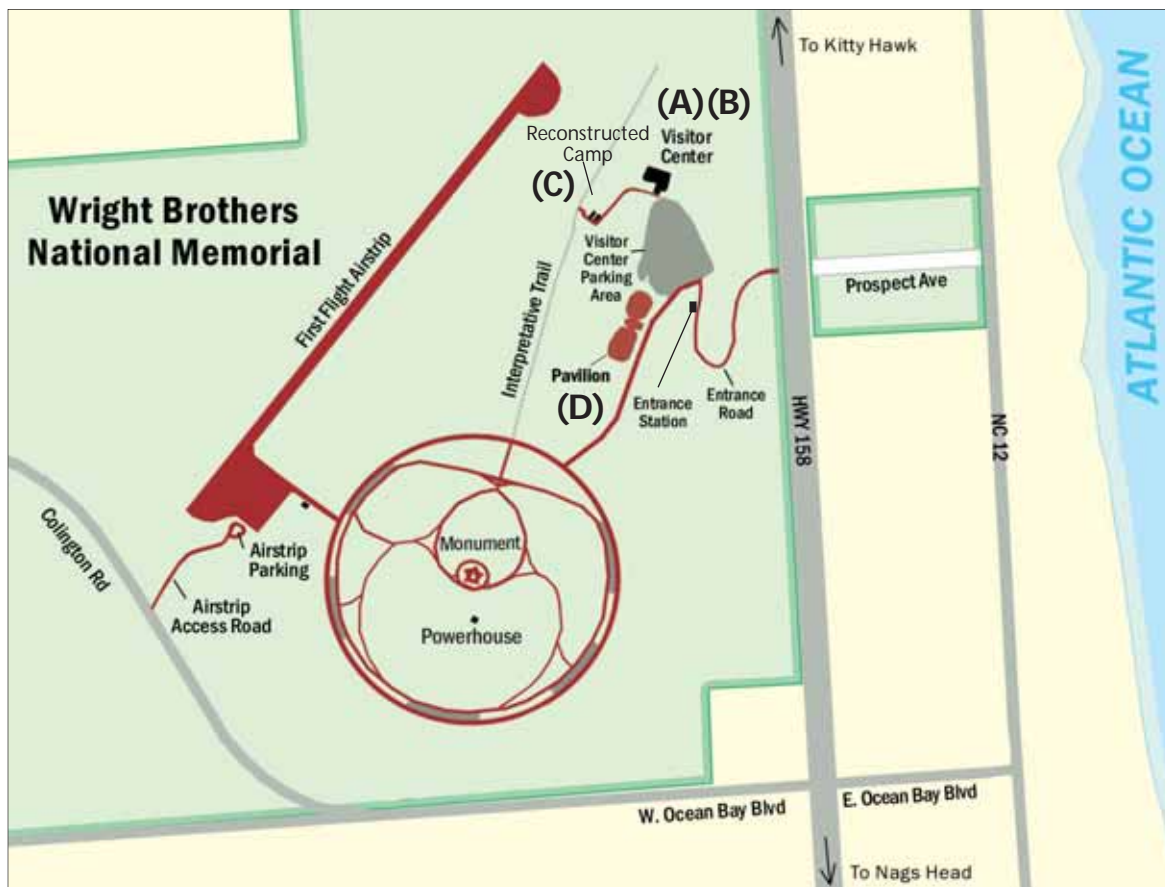 To Kitty Hawk
(A) (B)
Visitor
Center
Reconstructed
Camp
(C)
Wright Brothers
National Memorial
First Flight Airstrip
Interpretative Trail
Visitor
Center
Parking
Area
Prospect Ave
ATLANTIC OCEAN
Pavilion
(D)
Entrance
Station
Entrance
Road
HWY 158
NC 12
Colington Rd
Airstrip
Parking
Airstrip
Access Road
Monument
Powerhouse
W. Ocean Bay Blvd
E. Ocean Bay Blvd
To Nags Head